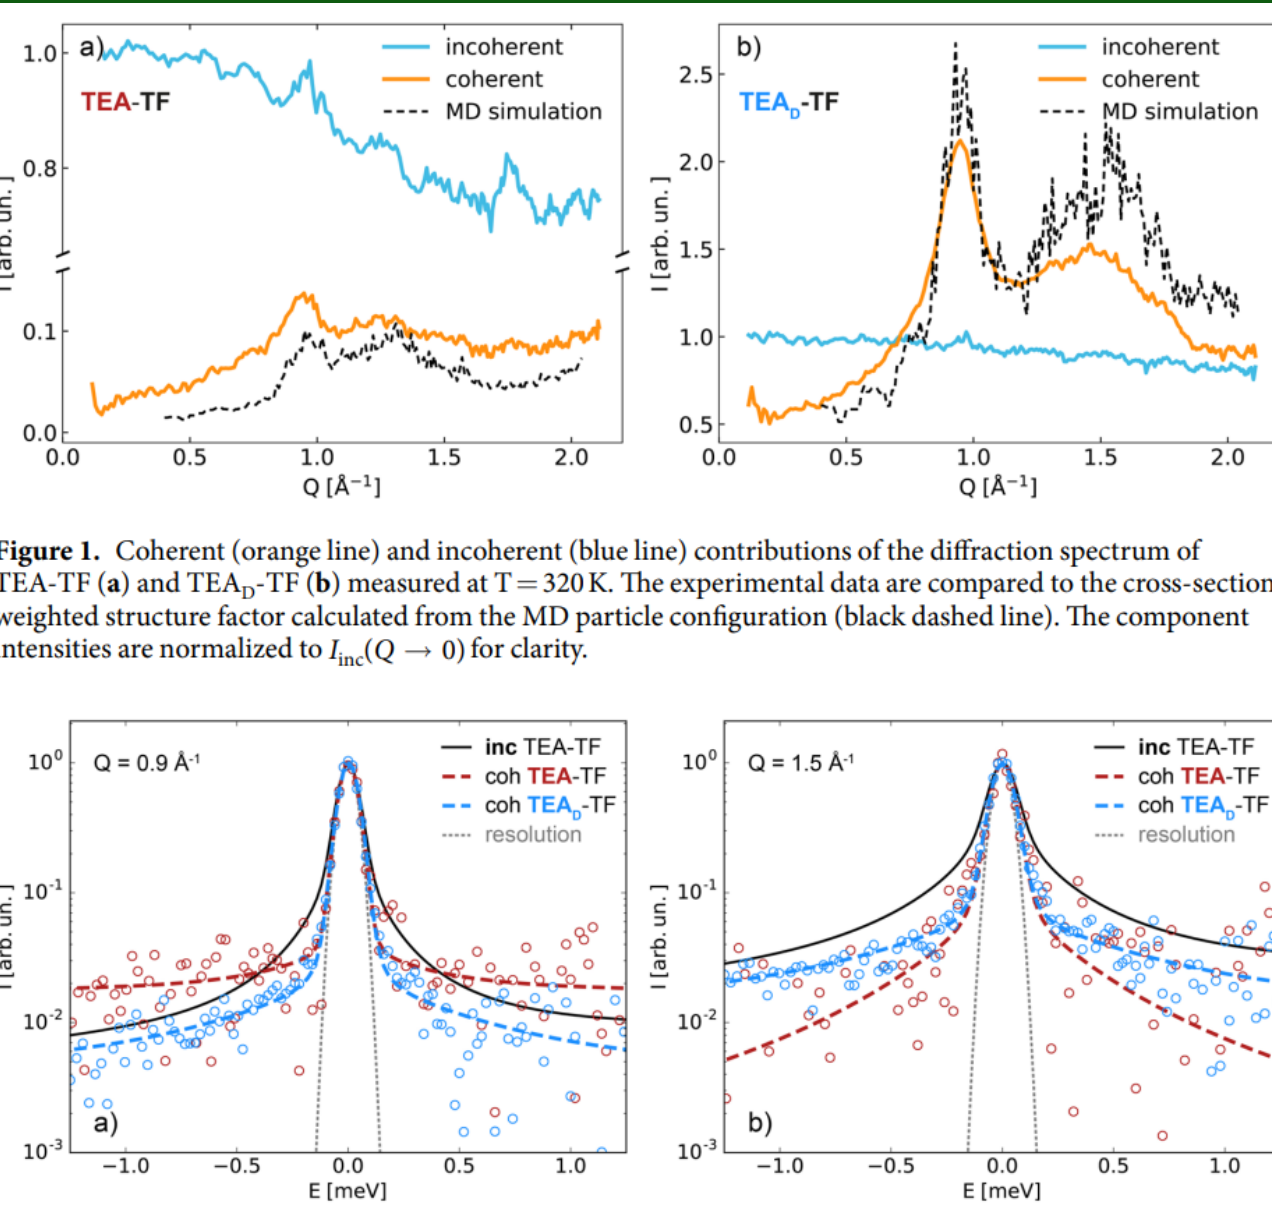 a)
incoherent
coherent
MD simulation
TEA-TF
1.0
0.8
0.1
0.0
I [arb. un. ]
0.0 0.5 1.0 1.5 2.0
Q [Å⁻¹]
b)
incoherent
coherent
MD simulation
TEA_D-TF
2.5
2.0
1.5
1.0
0.5
I [arb. un. ]
0.0 0.5 1.0 1.5 2.0
Q [Å⁻¹]
Figure 1. Coherent (orange line) and incoherent (blue line) contributions of the diffraction spectrum of
TEA-TF (a) and TEA_D-TF (b) measured at T = 320 K. The experimental data are compared to the cross-section
weighted structure factor calculated from the MD particle configuration (black dashed line). The component
intensities are normalized to I_inc(Q → 0) for clarity.
Q = 0.9 Å⁻¹
inc TEA-TF
coh TEA-TF
coh TEA_D-TF
resolution
10⁰
10⁻¹
10⁻²
10⁻³
I [arb. un. ]
a)
−1.0 −0.5 0.0 0.5 1.0
E [meV]
Q = 1.5 Å⁻¹
inc TEA-TF
coh TEA-TF
coh TEA_D-TF
resolution
10⁰
10⁻¹
10⁻²
10⁻³
I [arb. un. ]
b)
−1.0 −0.5 0.0 0.5 1.0
E [meV]